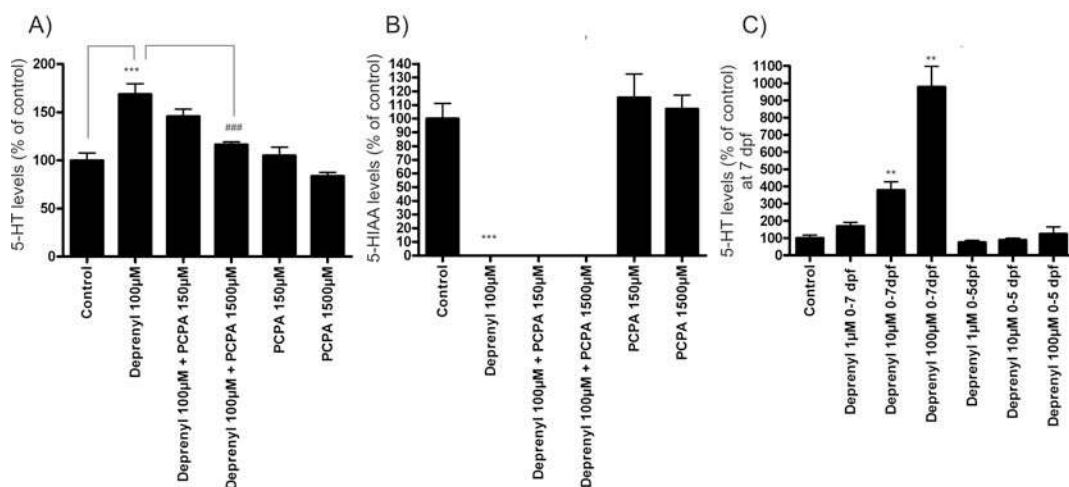 A)
5-HT levels (% of control)
200
150
100
50
0
***
###
Control
Deprenyl 100µM
Deprenyl 100µM + PCPA 150µM
Deprenyl 100µM + PCPA 1500µM
PCPA 150µM
PCPA 1500µM
B)
5-HIAA levels (% of control)
140
130
120
110
100
90
80
70
60
50
40
30
20
10
0
***
Control
Deprenyl 100µM
Deprenyl 100µM + PCPA 150µM
Deprenyl 100µM + PCPA 1500µM
PCPA 150µM
PCPA 1500µM
C)
5-HT levels (% of control)
at 7 dpf
1100
1000
900
800
700
600
400
300
200
100
0
**
**
Control
Deprenyl 1µM 0-7 dpf
Deprenyl 10µM 0-7dpf
Deprenyl 100µM 0-7dpf
Deprenyl 1µM 0-5dpf
Deprenyl 10µM 0-5 dpf
Deprenyl 100µM 0-5 dpf